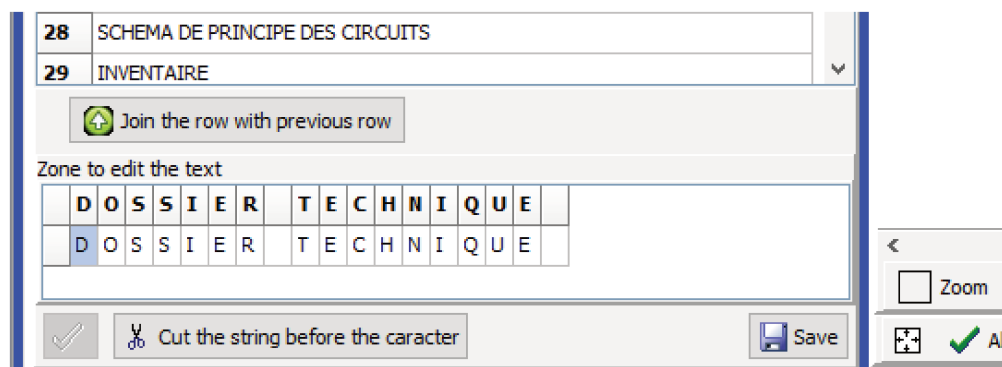 28 SCHEMA DE PRINCIPE DES CIRCUITS
29 INVENTAIRE
Join the row with previous row
Zone to edit the text
D O S S I E R T E C H N I Q U E
D O S S I E R T E C H N I Q U E
Zoom
Cut the string before the caracter
Save